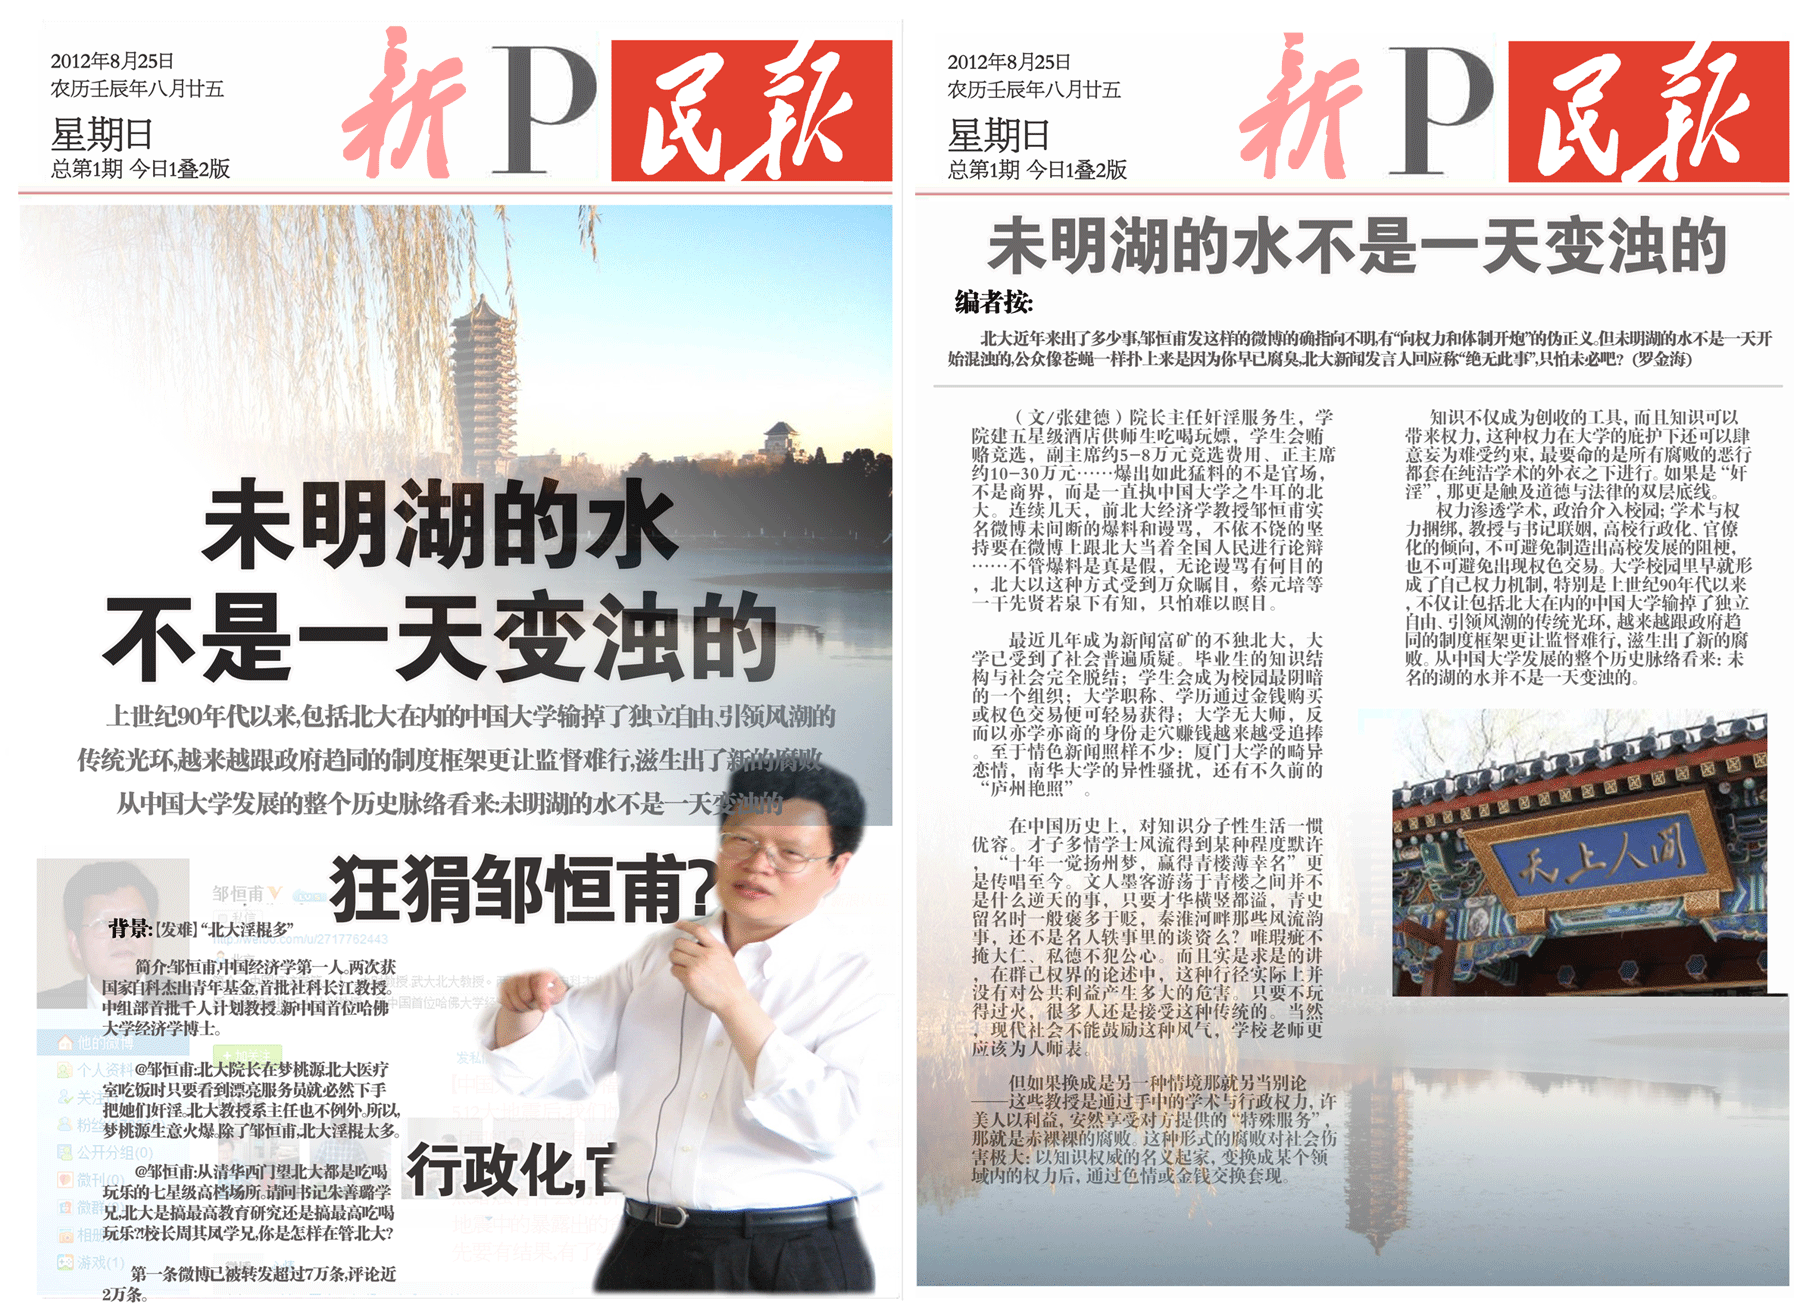 2012年8月25日
农历壬辰年八月廿五
星期日
总第1期 今日1叠2版
新P民报
未明湖的水
不是一天变浊的
上世纪90年代以来,包括北大在内的中国大学输掉了独立自由、引领风潮的
传统光环,越来越跟政府趋同的制度框架更让监督难行,滋生出了新的腐败
从中国大学发展的整个历史脉络看来:未明湖的水不是一天变浊的
狂狷邹恒甫?
邹恒甫
私信
http://weibo.com/u/2717762443
背景:【发难】“北大淫棍多”
简介:邹恒甫,中国经济学第一人。两次获
国家自科杰出青年基金,首批社科长江教授。
中组部首批千人计划教授。新中国首位哈佛
大学经济学博士。
他的微博
个人资料
关注
粉丝
公开分组(0)
微刊(0)
微群
相册
游戏(1)
@邹恒甫:北大院长在梦桃源北大医疗
室吃饭时只要看到漂亮服务员就必然下手
把她们奸淫。北大教授系主任也不例外。所以,
梦桃源生意火爆。除了邹恒甫,北大淫棍太多。
@邹恒甫:从清华西门望北大都是吃喝
玩乐的七星级高档场所。请问书记朱善璐学
兄,北大是搞最高教育研究还是搞最高吃喝
玩乐?!校长周其凤学兄,你是怎样在管北大?
第一条微博已被转发超过7万条,评论近
2万条。
行政化,官
2012年8月25日
农历壬辰年八月廿五
星期日
总第1期 今日1叠2版
新P民报
未明湖的水不是一天变浊的
编者按:
北大近年来出了多少事,邹恒甫发这样的微博的确指向不明,有“向权力和体制开炮”的伪正义。但未明湖的水不是一天开
始混浊的,公众像苍蝇一样扑上来是因为你早已腐臭,北大新闻发言人回应称“绝无此事”,只怕未必吧？(罗金海)
（文/张建德）院长主任奸淫服务生，学
院建五星级酒店供师生吃喝玩嫖，学生会贿
赂竞选，副主席约5-8万元竞选费用、正主席
约10-30万元……爆出如此猛料的不是官场，
不是商界，而是一直执中国大学之牛耳的北
大。连续几天，前北大经济学教授邹恒甫实
名微博未间断的爆料和谩骂，不依不饶的坚
持要在微博上跟北大当着全国人民进行论辩
……不管爆料是真是假，无论谩骂有何目的
，北大以这种方式受到万众瞩目，蔡元培等
一干先贤若泉下有知，只怕难以瞑目。
最近几年成为新闻富矿的不独北大，大
学已受到了社会普遍质疑。毕业生的知识结
构与社会完全脱结；学生会成为校园最阴暗
的一个组织；大学职称、学历通过金钱购买
或权色交易便可轻易获得；大学无大师，反
而以亦学亦商的身份走穴赚钱越来越受追捧
。至于情色新闻照样不少：厦门大学的畸异
恋情，南华大学的异性骚扰，还有不久前的
“庐州艳照”。
在中国历史上，对知识分子性生活一惯
优容。才子多情学士风流得到某种程度默许
，“十年一觉扬州梦，赢得青楼薄幸名”更
是传唱至今。文人墨客游荡于青楼之间并不
是什么逆天的事，只要才华横竖都溢，青史
留名时一般褒多于贬，秦淮河畔那些风流韵
事，还不是名人轶事里的谈资么？唯瑕疵不
掩大仁、私德不犯公心。而且实是求是的讲
，在群己权界的论述中，这种行径实际上并
没有对公共利益产生多大的危害。只要不玩
得过火，很多人还是接受这种传统的。当然
，现代社会不能鼓励这种风气，学校老师更
应该为人师表。
但如果换成是另一种情境那就另当别论
——这些教授是通过手中的学术与行政权力，许
美人以利益，安然享受对方提供的“特殊服务”，
那就是赤裸裸的腐败。这种形式的腐败对社会伤
害极大：以知识权威的名义起家，变换成某个领
域内的权力后，通过色情或金钱交换套现。
知识不仅成为创收的工具，而且知识可以
带来权力，这种权力在大学的庇护下还可以肆
意妄为难受约束，最要命的是所有腐败的恶行
都套在纯洁学术的外衣之下进行。如果是“奸
淫”，那更是触及道德与法律的双层底线。
权力渗透学术，政治介入校园；学术与权
力捆绑，教授与书记联姻，高校行政化、官僚
化的倾向，不可避免制造出高校发展的阻梗，
也不可避免出现权色交易。大学校园里早就形
成了自己权力机制，特别是上世纪90年代以来
，不仅让包括北大在内的中国大学输掉了独立
自由、引领风潮的传统光环，越来越跟政府趋
同的制度框架更让监督难行，滋生出了新的腐
败。从中国大学发展的整个历史脉络看来：未
名的湖的水并不是一天变浊的。
天上人间